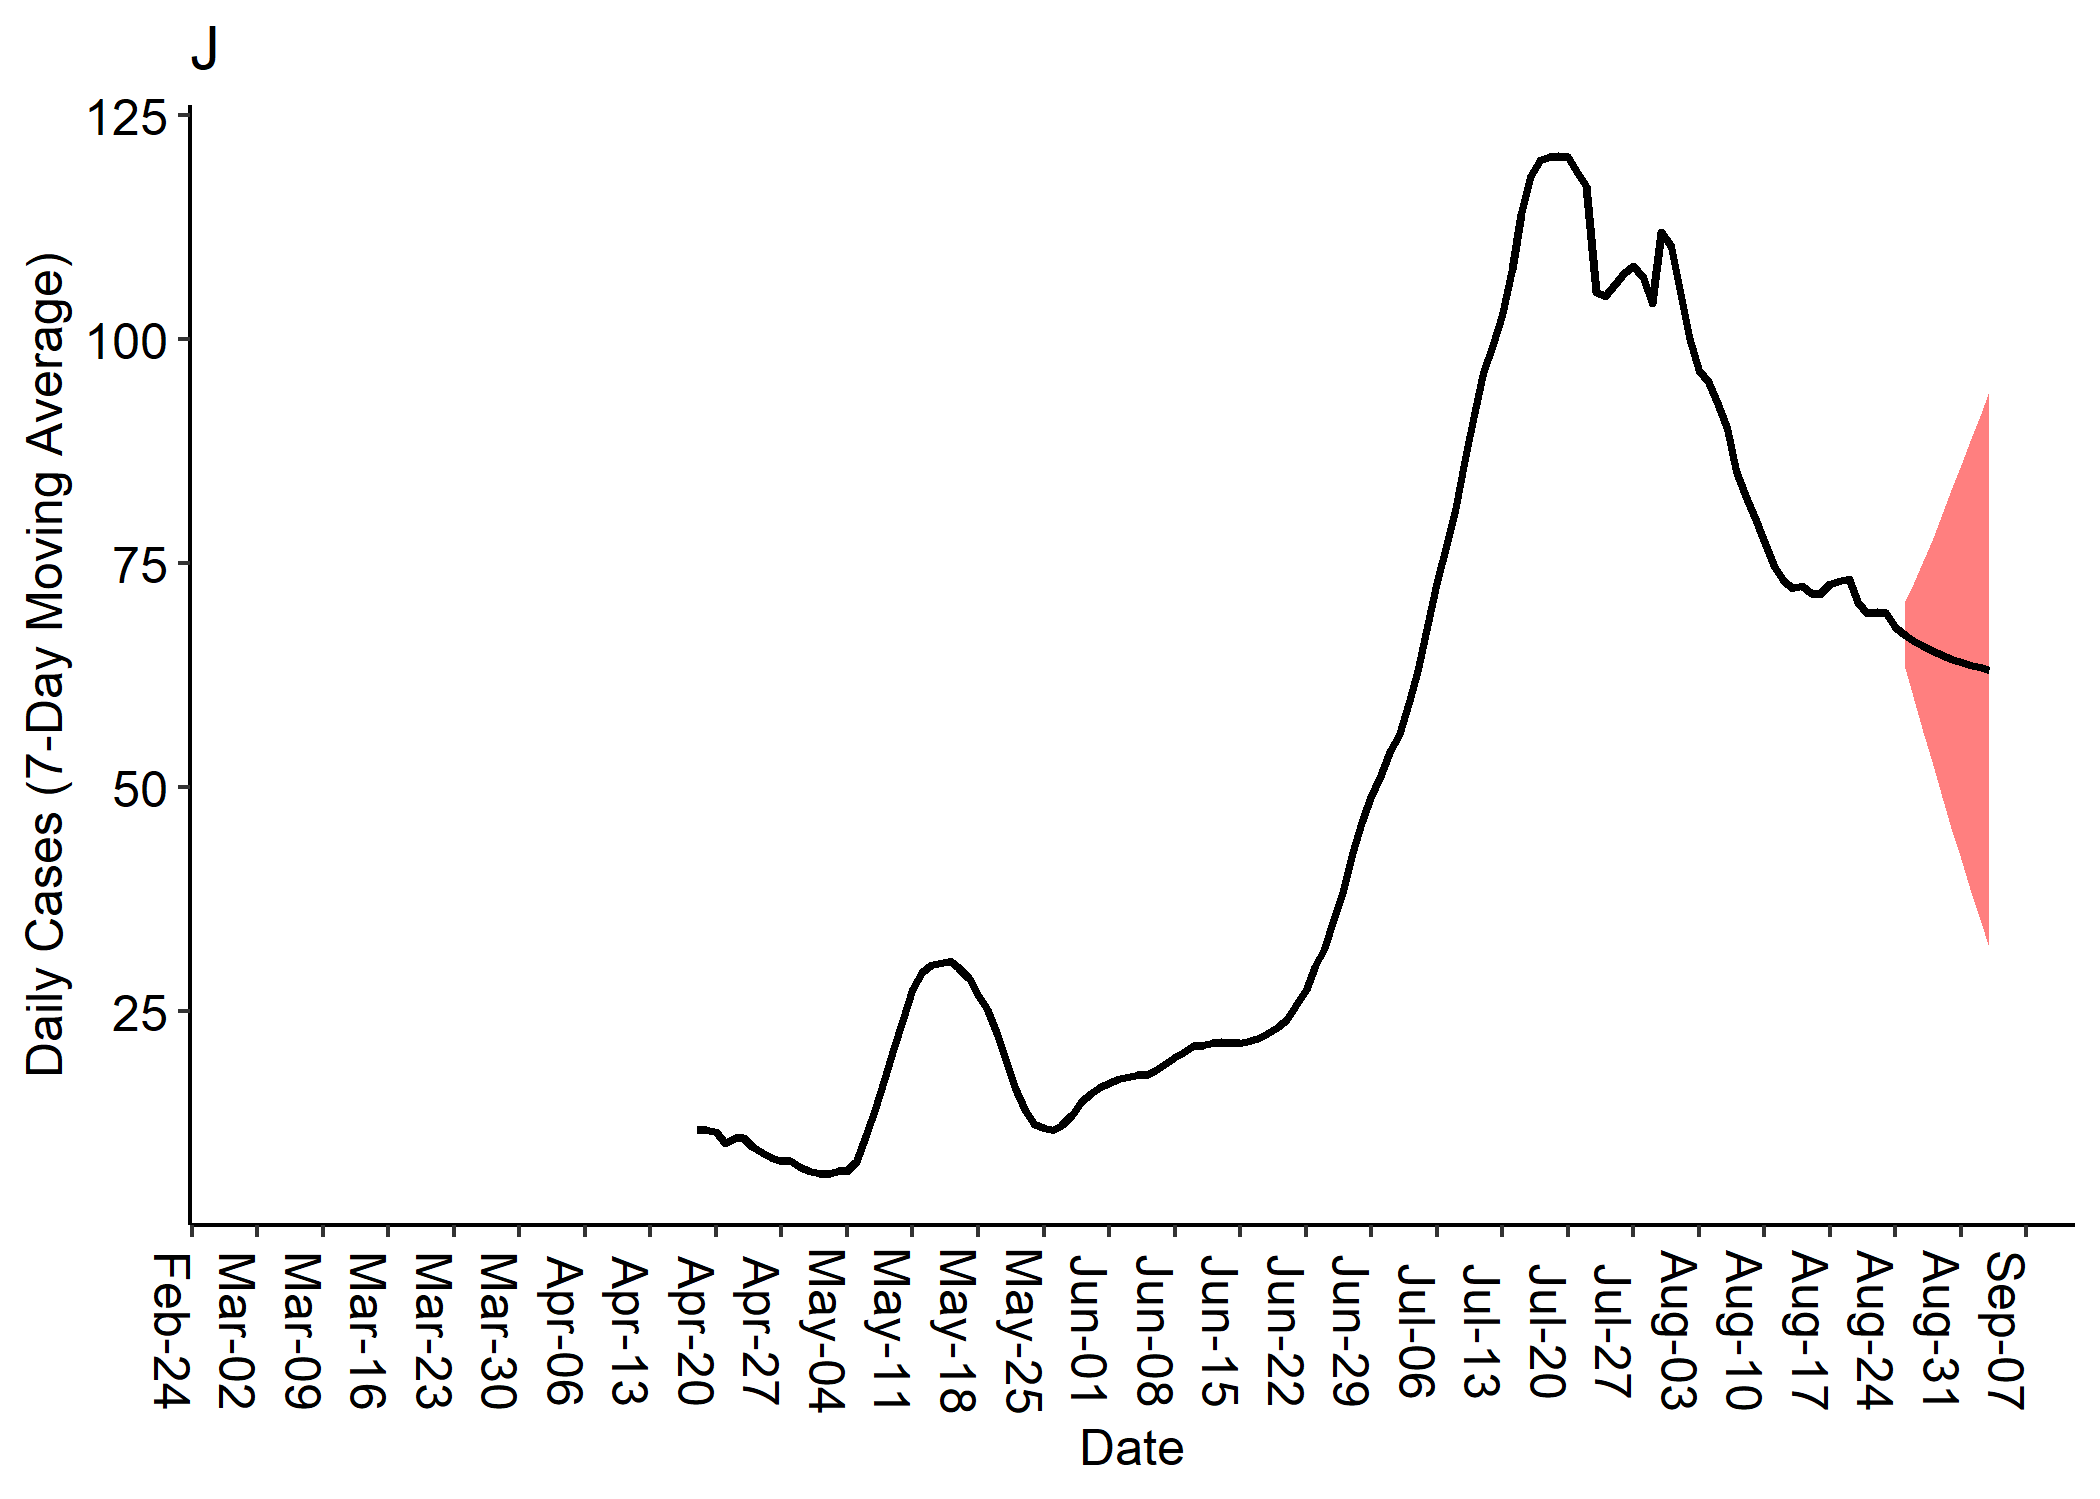 J
125
100
75
50
25
Daily Cases (7-Day Moving Average)
Feb-24
Mar-02
Mar-09
Mar-16
Mar-23
Mar-30
Apr-06
Apr-13
Apr-20
Apr-27
May-04
May-11
May-18
May-25
Jun-01
Jun-08
Jun-15
Jun-22
Jun-29
Jul-06
Jul-13
Jul-20
Jul-27
Aug-03
Aug-10
Aug-17
Aug-24
Aug-31
Sep-07
Date